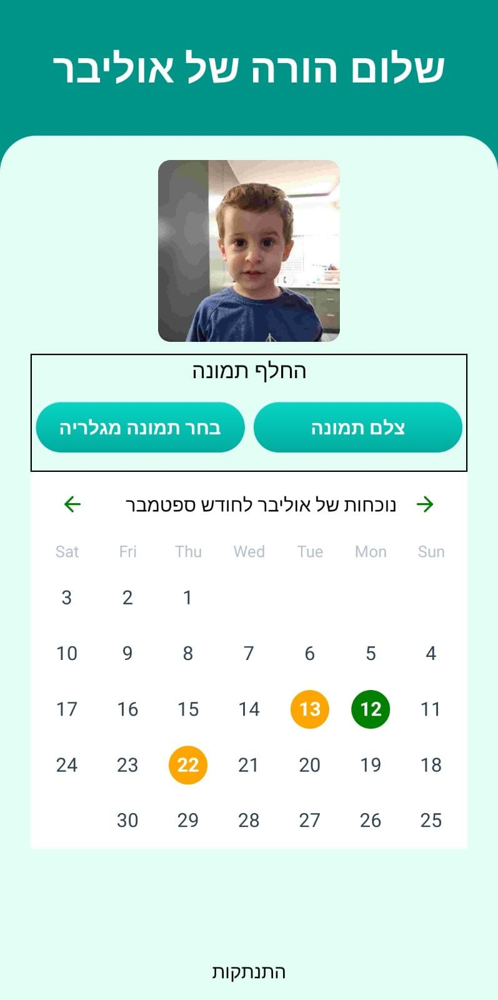 שלום הורה של אוליבר
החלף תמונה
צלם תמונה
בחר תמונה מגלריה
נוכחות של אוליבר לחודש ספטמבר
Sun Mon Tue Wed Thu Fri Sat
1 2 3
4 5 6 7 8 9 10
11 12 13 14 15 16 17
18 19 20 21 22 23 24
25 26 27 28 29 30
התנתקות